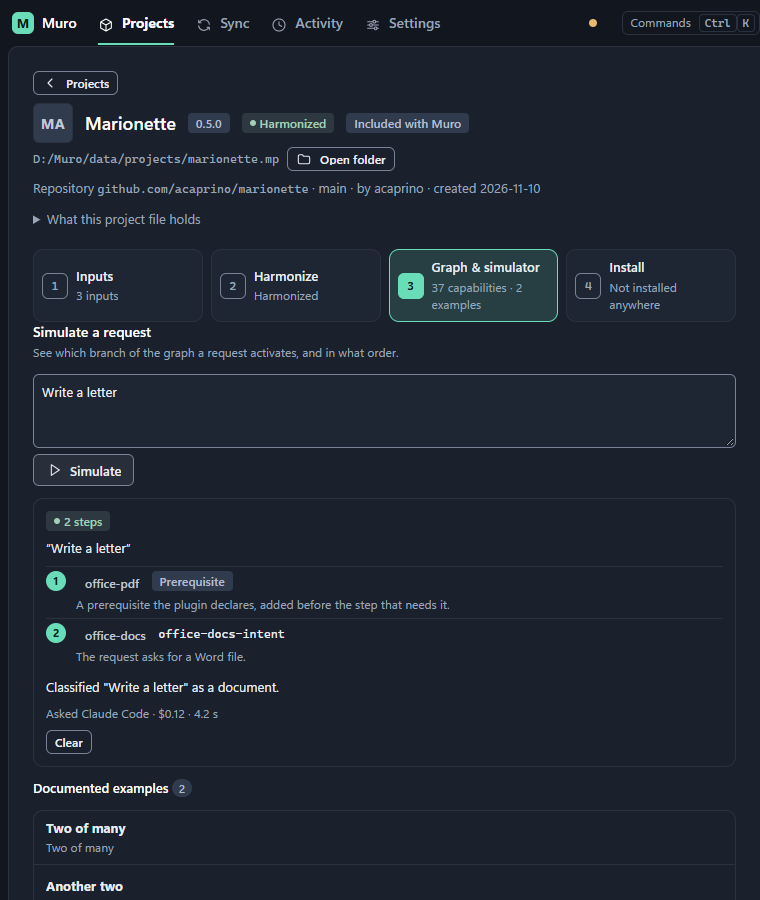 M Muro Projects Sync Activity Settings Commands Ctrl K
Projects
MA Marionette 0.5.0 Harmonized Included with Muro
D:/Muro/data/projects/marionette.mp Open folder
Repository github.com/acaprino/marionette · main · by acaprino · created 2026-11-10
What this project file holds
1 Inputs
3 inputs
2 Harmonize
Harmonized
3 Graph & simulator
37 capabilities · 2
examples
4 Install
Not installed
anywhere
Simulate a request
See which branch of the graph a request activates, and in what order.
Write a letter
Simulate
2 steps
“Write a letter”
1 office-pdf Prerequisite
A prerequisite the plugin declares, added before the step that needs it.
2 office-docs office-docs-intent
The request asks for a Word file.
Classified "Write a letter" as a document.
Asked Claude Code · $0.12 · 4.2 s
Clear
Documented examples 2
Two of many
Two of many
Another two